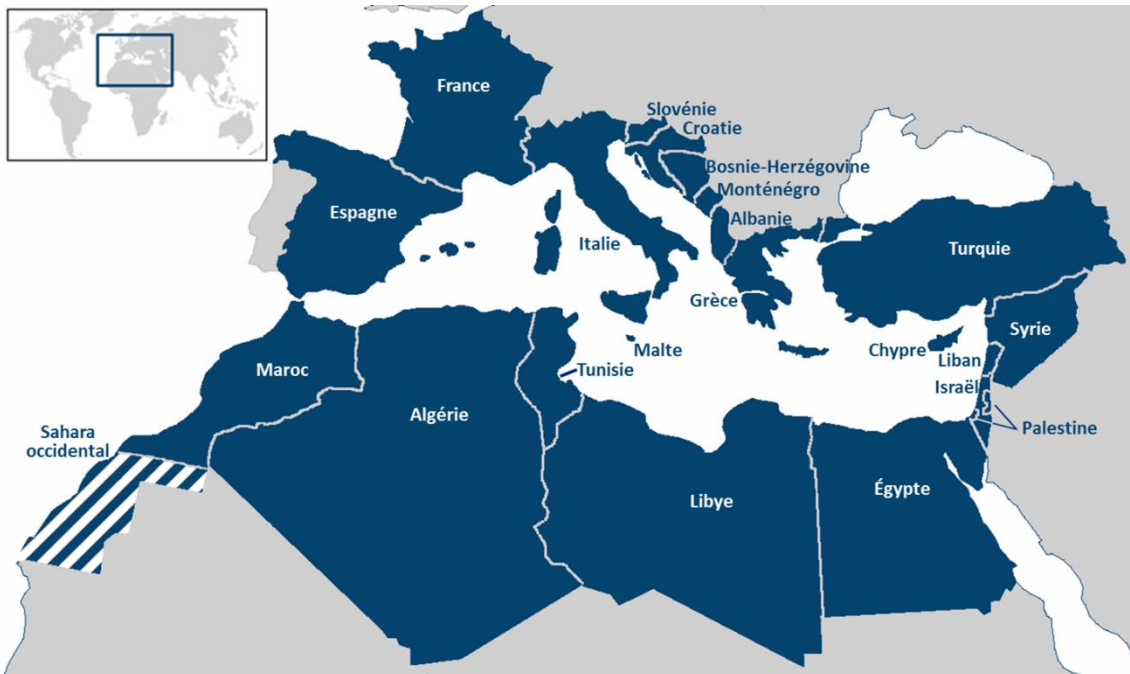 France
Slovénie
Croatie
Bosnie-Herzégovine
Monténégro
Espagne
Albanie
Italie
Turquie
Grèce
Syrie
Malte
Chypre
Liban
Maroc
Tunisie
Israël
Algérie
Sahara
occidental
Palestine
Libye
Égypte